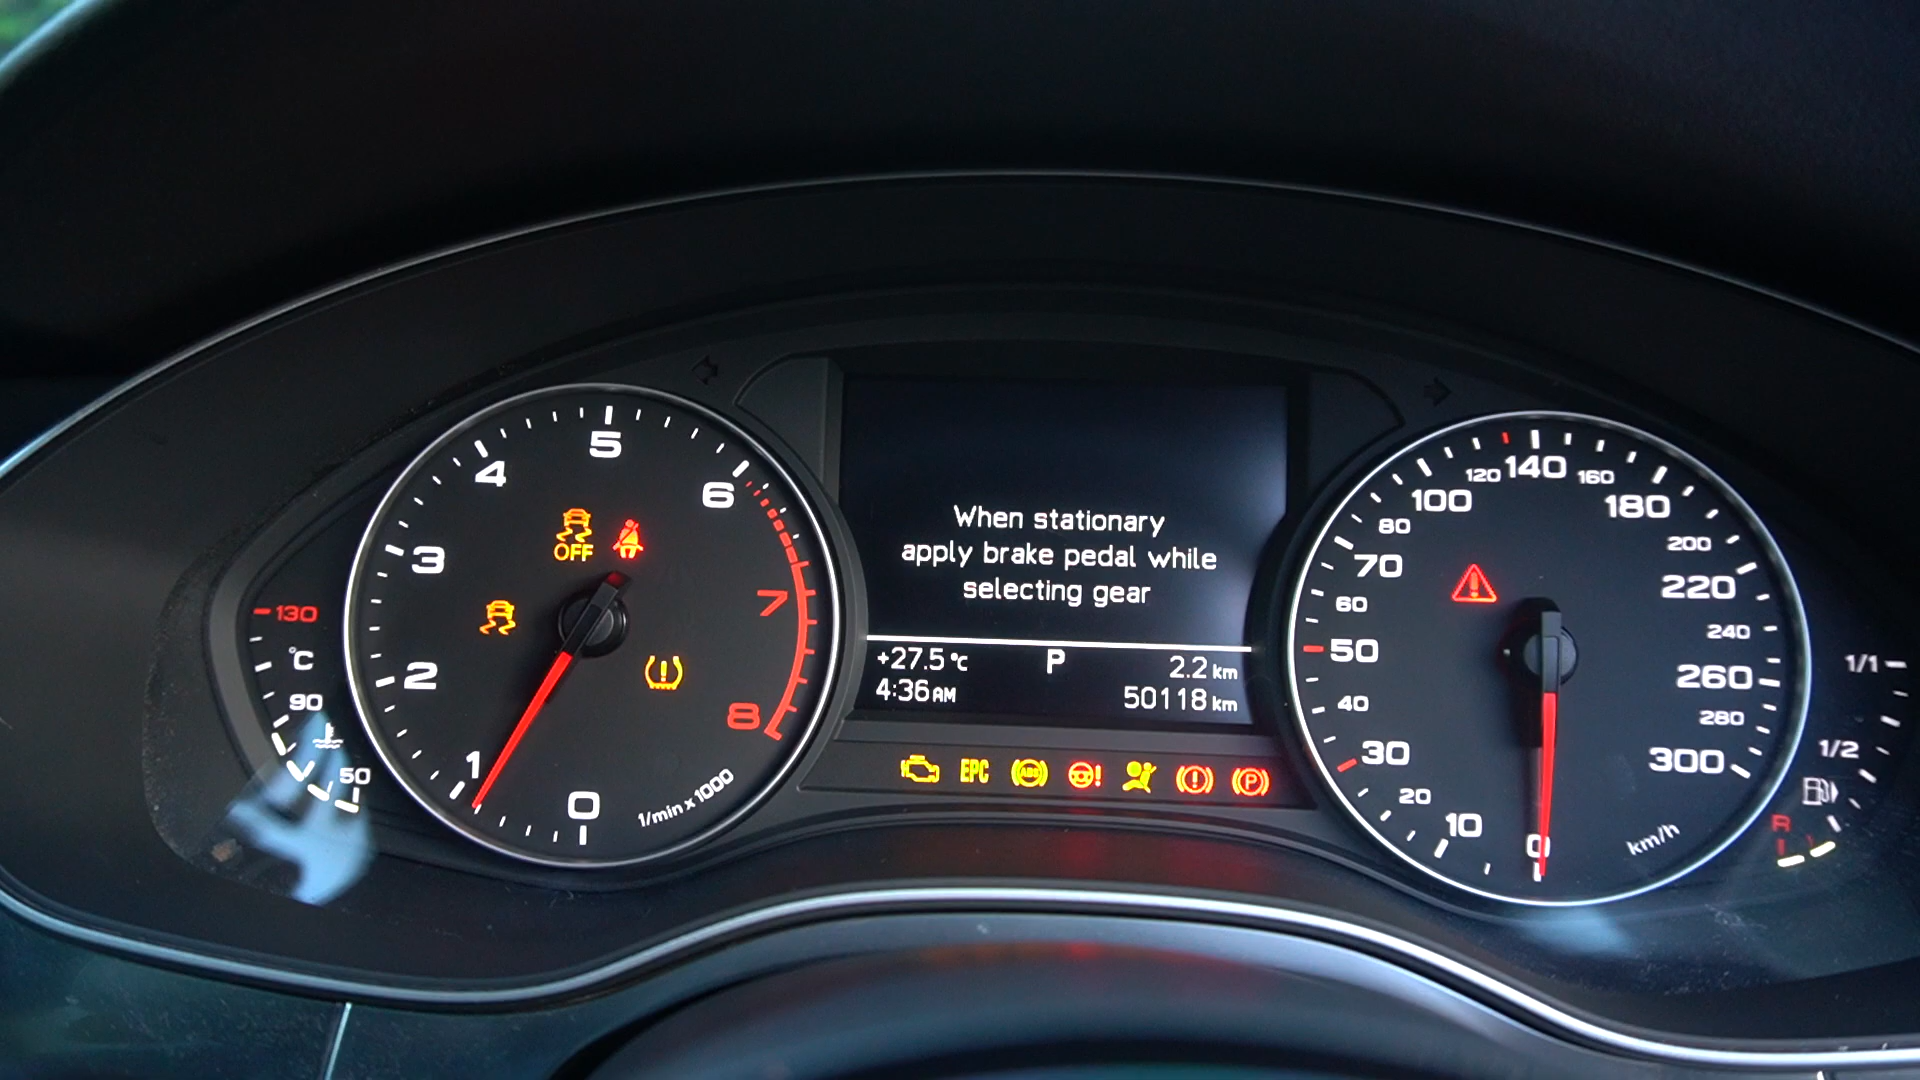 When stationary
apply brake pedal while
selecting gear
+27.5°C P 2.2 km
4:36 AM 50118 km
OFF
0 1 2 3 4 5 6 7 8
1/min x 1000
130
°C
90
50
EPC ABS P
0 10 20 30 40 50 60 70 80 100 120 140 160 180 200 220 240 260 280 300
km/h
1/1
1/2
R